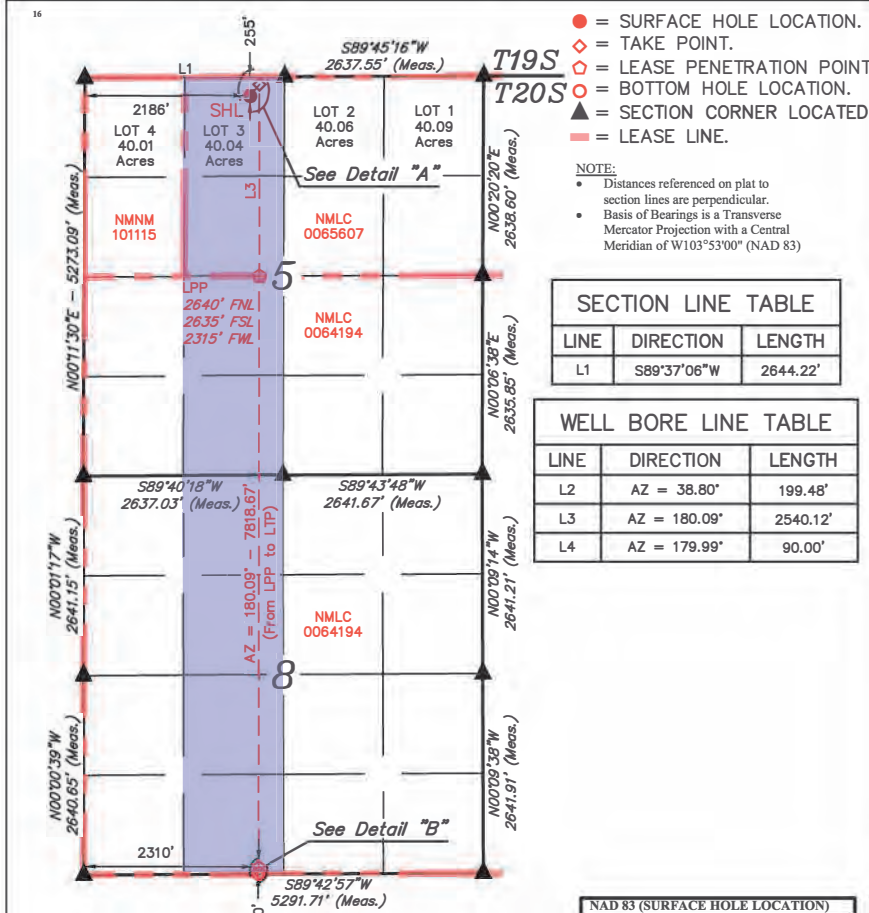 16
255'
S89°45'16"W
2637.55' (Meas.)
L1
T19S
T20S
2186'
SHL
LOT 4
40.01
Acres
LOT 3
40.04
Acres
LOT 2
40.06
Acres
LOT 1
40.09
Acres
See Detail "A"
L3
NMNM
101115
NMLC
0065607
N00°20'20"E
2638.60' (Meas.)
N00°11'30"E – 5273.09' (Meas.)
LPP
2640' FNL
2635' FSL
2315' FWL
5
NMLC
0064194
N00°06'38"E
2635.85' (Meas.)
S89°40'18"W
2637.03' (Meas.)
S89°43'48"W
2641.67' (Meas.)
N00°01'17"W
2641.15' (Meas.)
AZ = 180.09° – 7818.67'
(From LPP to LTP)
NMLC
0064194
N00°09'14"W
2641.21' (Meas.)
8
N00°00'39"W
2640.65' (Meas.)
N00°09'38"W
2641.91' (Meas.)
See Detail "B"
2310'
S89°42'57"W
5291.71' (Meas.)
= SURFACE HOLE LOCATION.
= TAKE POINT.
= LEASE PENETRATION POINT
= BOTTOM HOLE LOCATION.
= SECTION CORNER LOCATED
= LEASE LINE.
NOTE:
• Distances referenced on plat to
section lines are perpendicular.
• Basis of Bearings is a Transverse
Mercator Projection with a Central
Meridian of W103°53'00" (NAD 83)
SECTION LINE TABLE
LINE DIRECTION LENGTH
L1 S89°37'06"W 2644.22'
WELL BORE LINE TABLE
LINE DIRECTION LENGTH
L2 AZ = 38.80° 199.48'
L3 AZ = 180.09° 2540.12'
L4 AZ = 179.99° 90.00'
NAD 83 (SURFACE HOLE LOCATION)